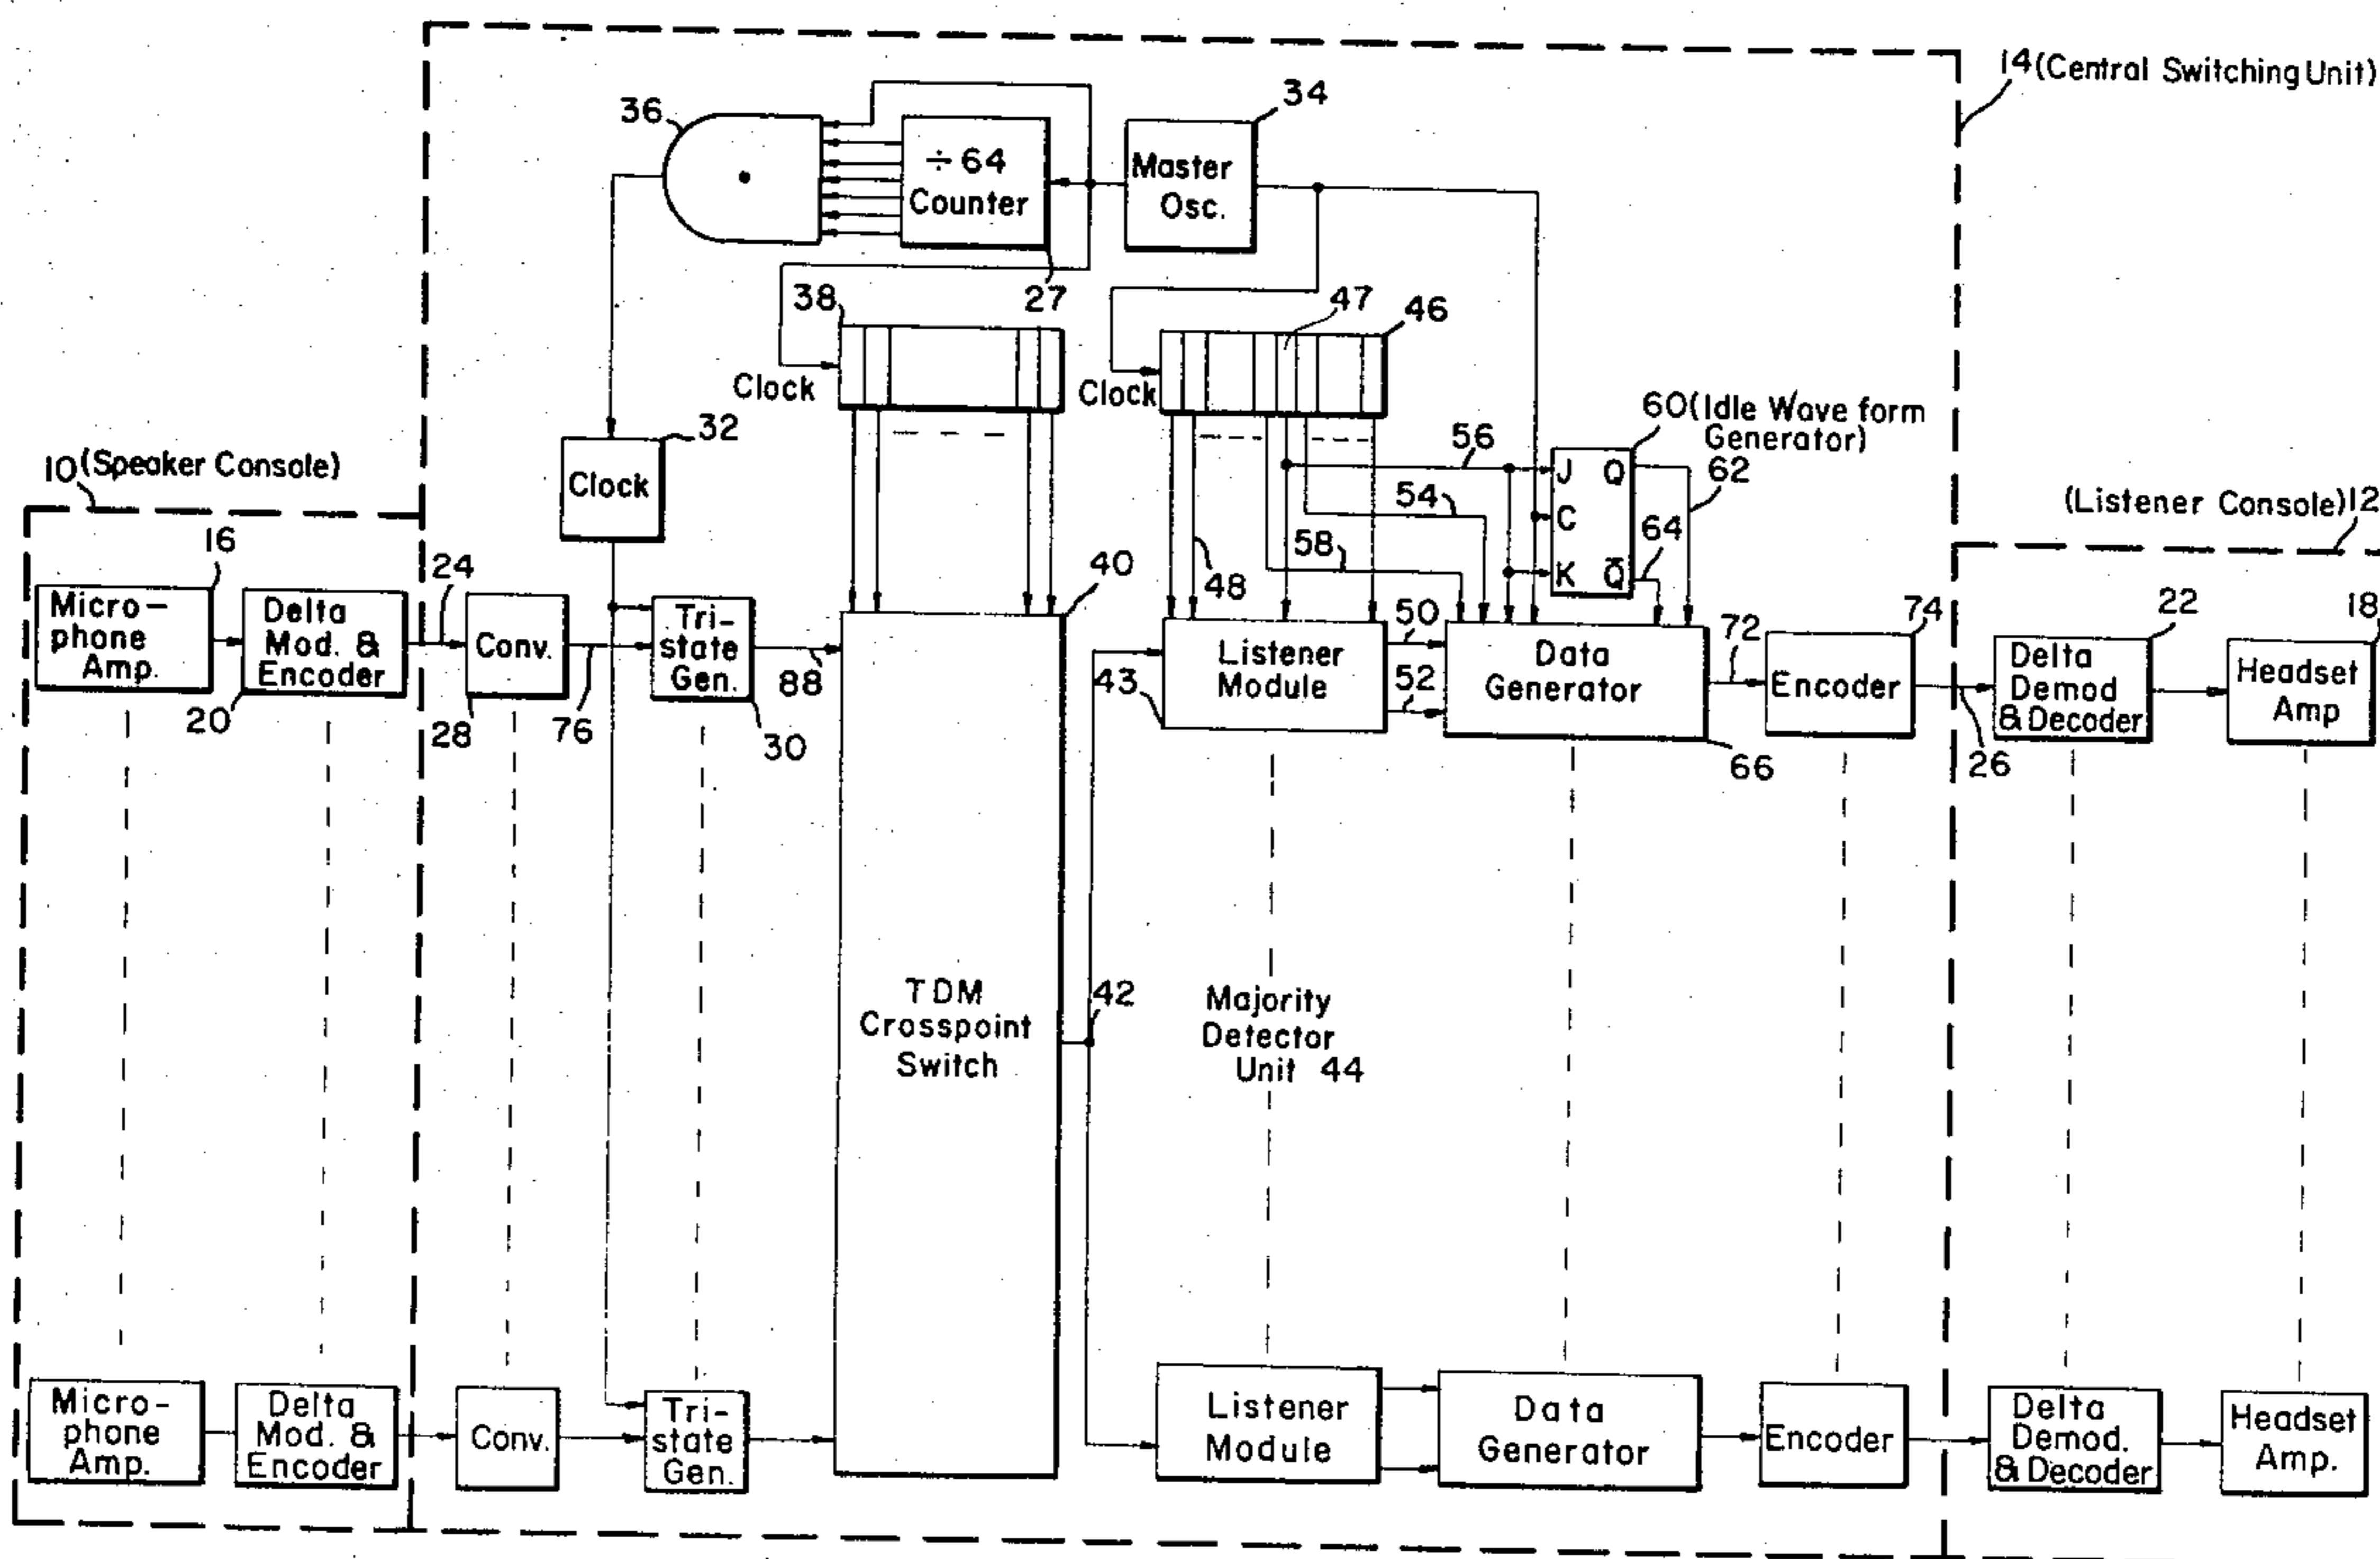 14(Central Switching Unit)
36
34
÷64
Counter
Master
Osc.
27
38
47
46
Clock
Clock
60(Idle Wave form
Generator)
10(Speaker Console)
32
Clock
56
J Q
62
54
C
64
(Listener Console)12
16
24
58
K Q̅
48
40
Micro-
phone
Amp.
Delta
Mod. &
Encoder
Conv.
Tri-
state
Gen.
88
43
Listener
Module
50
52
Data
Generator
72
74
Encoder
22
Delta
Demod
& Decoder
18
Headset
Amp
20
28
76
30
66
26
TDM
Crosspoint
Switch
42
Majority
Detector
Unit 44
Micro-
phone
Amp.
Delta
Mod. &
Encoder
Conv.
Tri-
state
Gen.
Listener
Module
Data
Generator
Encoder
Delta
Demod.
& Decoder
Headset
Amp.